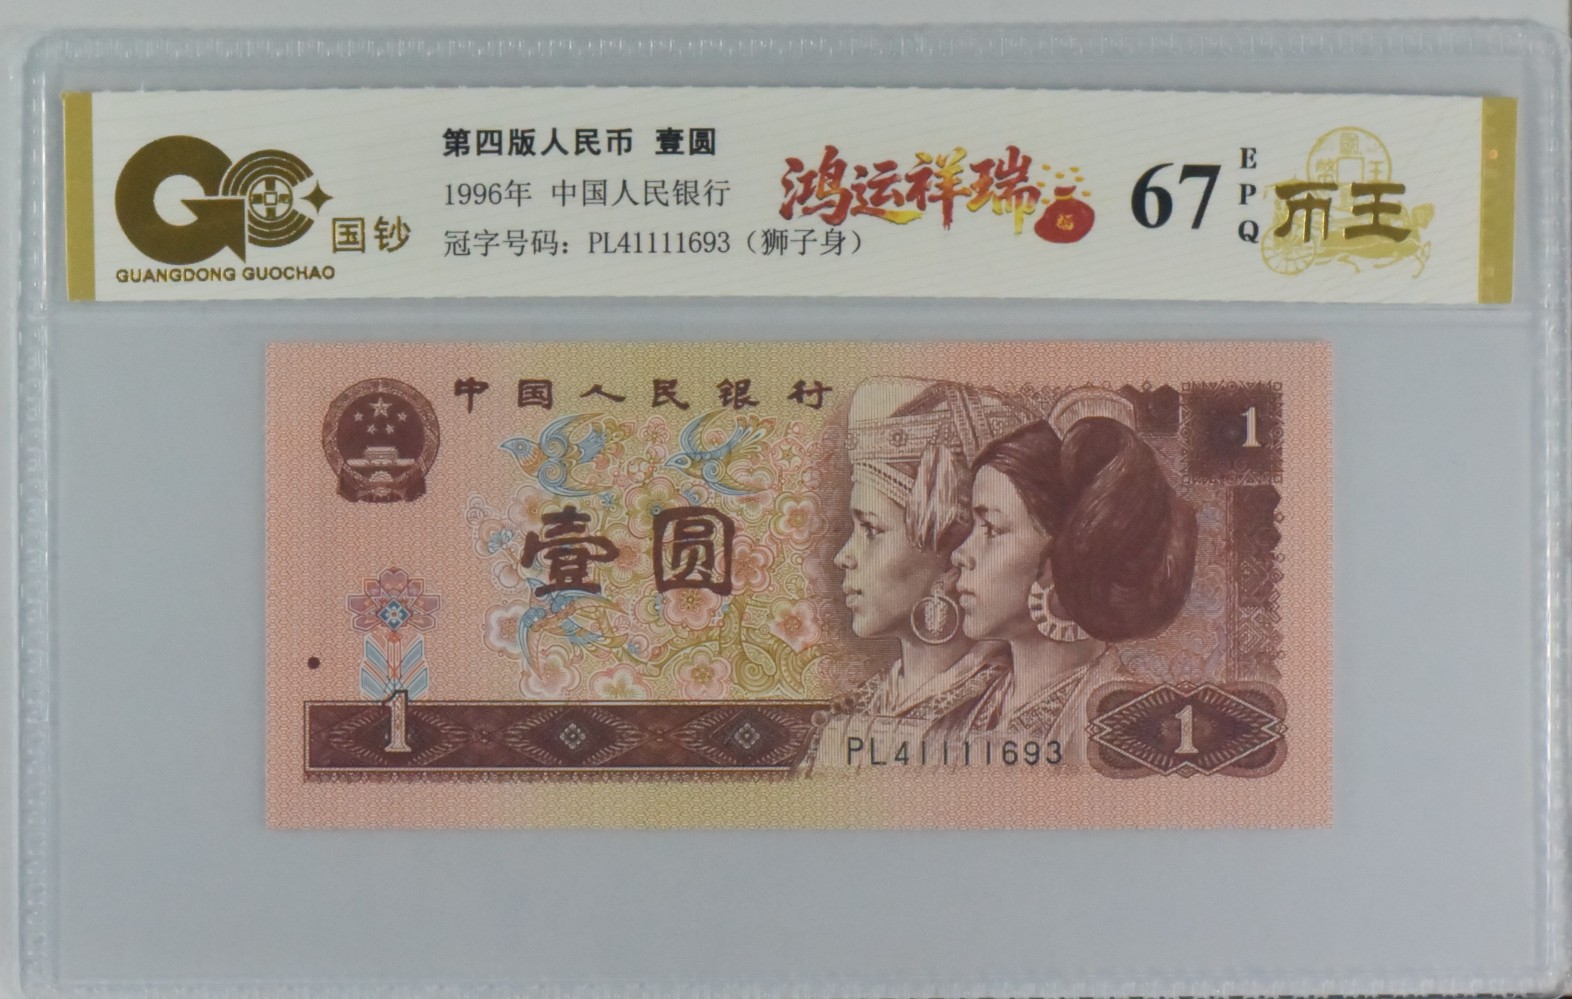 国钞
GUANGDONG GUOCHAO
第四版人民币 壹圆
1996年 中国人民银行
冠字号码：PL41111693（狮子身）
鸿运祥瑞
67
EPQ
币王
中国人民银行
1
壹圆
1
PL41111693
1